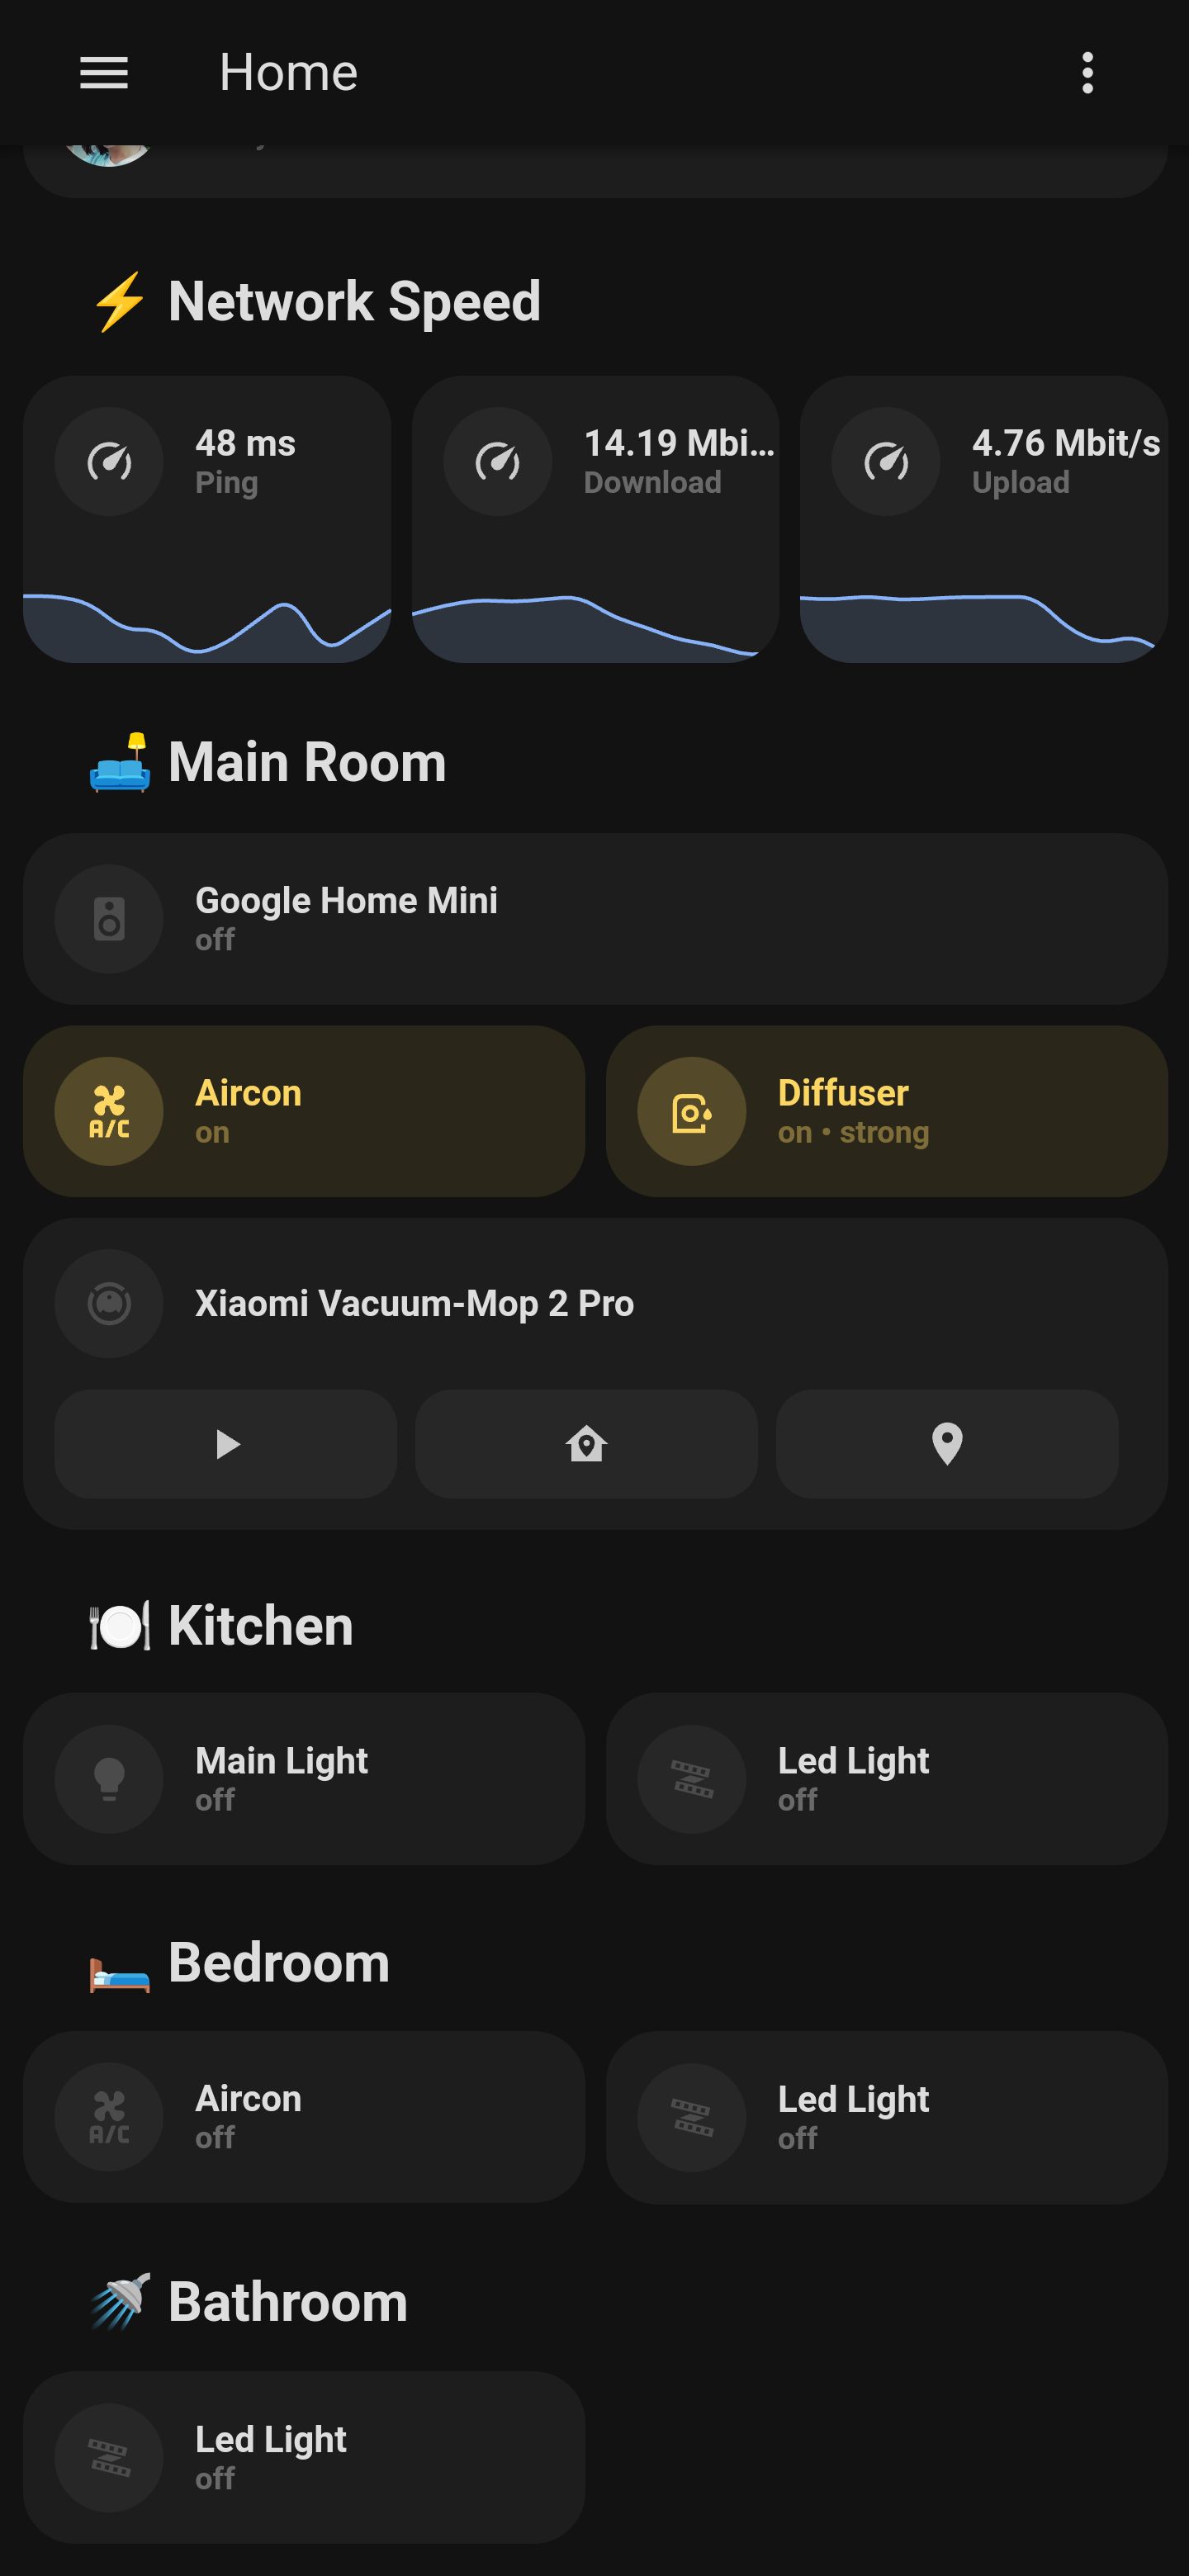 Home
Network Speed
48 ms
Ping
14.19 Mbi...
Download
4.76 Mbit/s
Upload
Main Room
Google Home Mini
off
Aircon
on
Diffuser
on • strong
Xiaomi Vacuum-Mop 2 Pro
Kitchen
Main Light
off
Led Light
off
Bedroom
Aircon
off
Led Light
off
Bathroom
Led Light
off